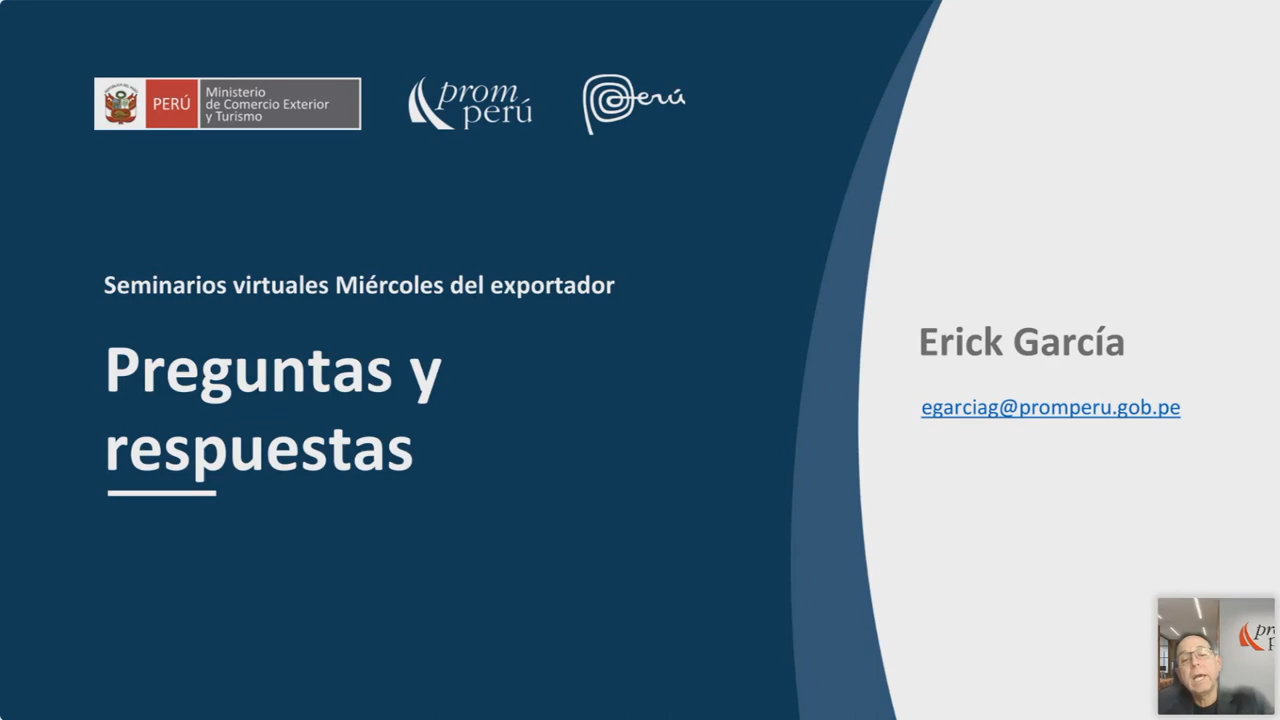 PERÚ
Ministerio
de Comercio Exterior
y Turismo
prom
perú
Perú
Seminarios virtuales Miércoles del exportador
Preguntas y
respuestas
Erick García
egarciag@promperu.gob.pe